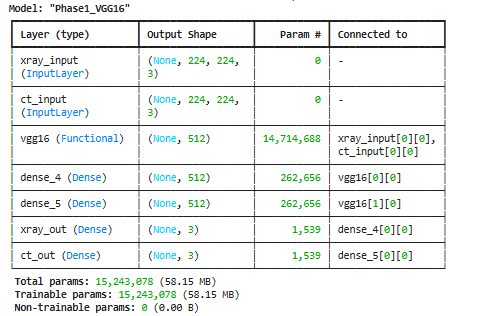 Model: "Phase1_VGG16"
Layer (type) Output Shape Param # Connected to
xray_input (None, 224, 224, 0 -
(InputLayer) 3)
ct_input (None, 224, 224, 0 -
(InputLayer) 3)
vgg16 (Functional) (None, 512) 14,714,688 xray_input[0][0],
ct_input[0][0]
dense_4 (Dense) (None, 512) 262,656 vgg16[0][0]
dense_5 (Dense) (None, 512) 262,656 vgg16[1][0]
xray_out (Dense) (None, 3) 1,539 dense_4[0][0]
ct_out (Dense) (None, 3) 1,539 dense_5[0][0]
Total params: 15,243,078 (58.15 MB)
Trainable params: 15,243,078 (58.15 MB)
Non-trainable params: 0 (0.00 B)